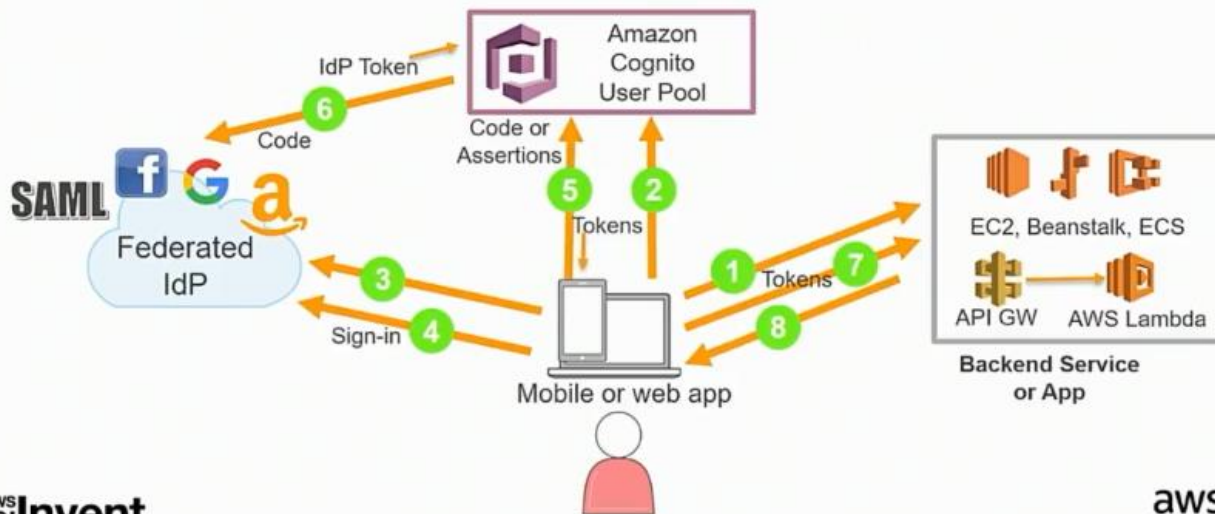 Amazon
Cognito
User Pool
IdP Token
6
Code
Code or
Assertions
SAML
f
G
a
Federated
IdP
5
2
Tokens
3
Sign-in
4
1
Tokens
7
8
EC2, Beanstalk, ECS
API GW
AWS Lambda
Backend Service
or App
Mobile or web app
aws